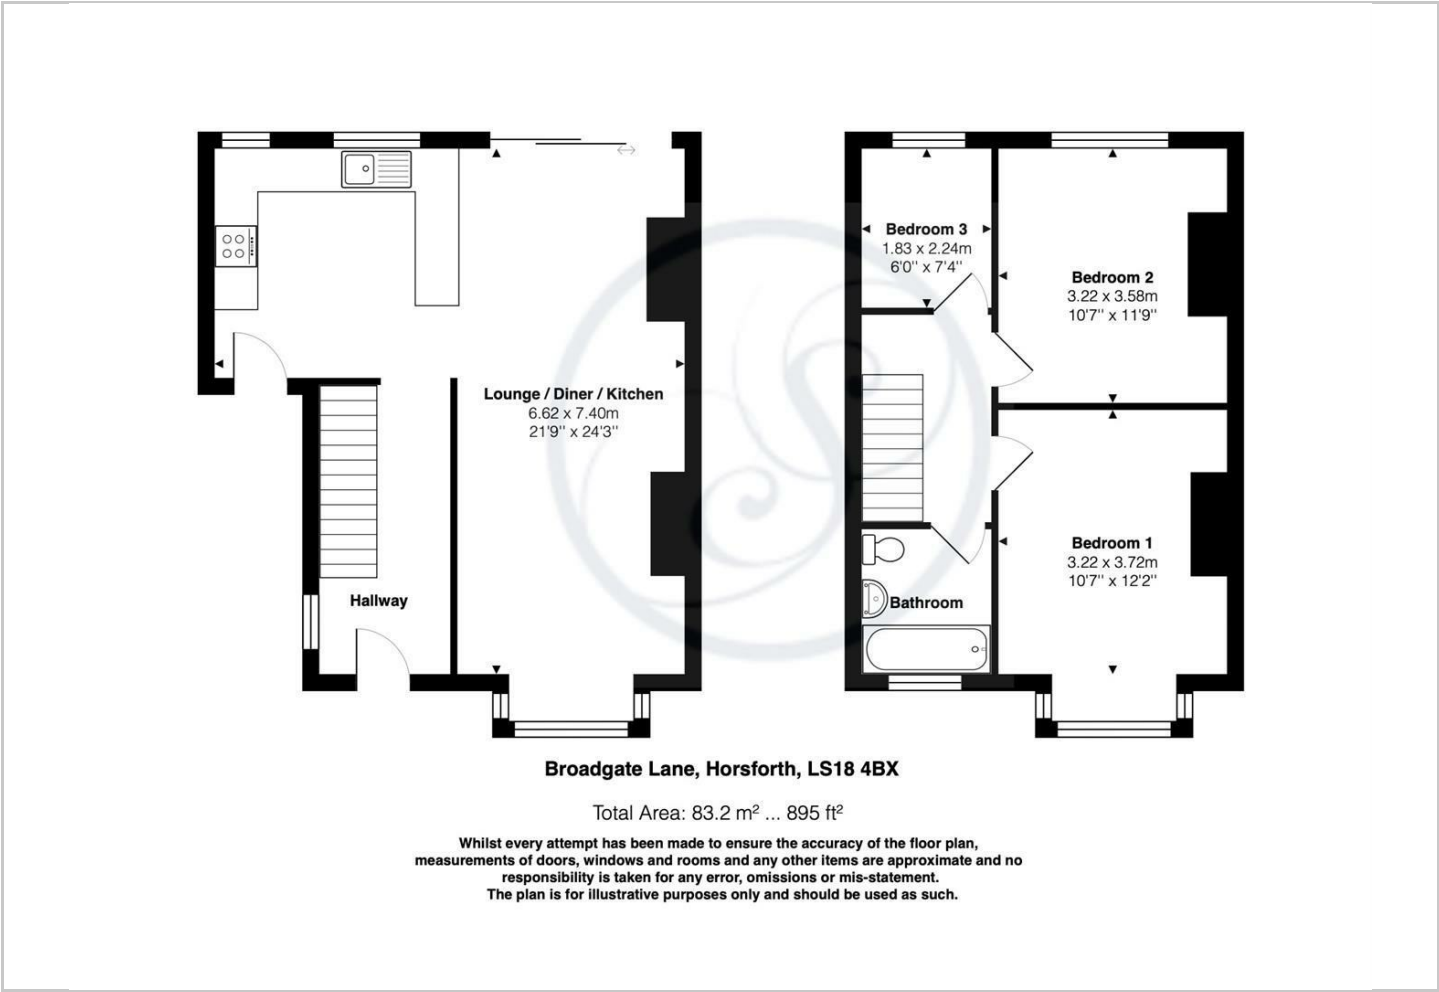 Bedroom 3
1.83 x 2.24m
6'0'' x 7'4''
Bedroom 2
3.22 x 3.58m
10'7'' x 11'9''
Lounge / Diner / Kitchen
6.62 x 7.40m
21'9'' x 24'3''
Bedroom 1
3.22 x 3.72m
10'7'' x 12'2''
Hallway
Bathroom
Broadgate Lane, Horsforth, LS18 4BX
Total Area: 83.2 m² ... 895 ft²
Whilst every attempt has been made to ensure the accuracy of the floor plan,
measurements of doors, windows and rooms and any other items are approximate and no
responsibility is taken for any error, omissions or mis-statement.
The plan is for illustrative purposes only and should be used as such.